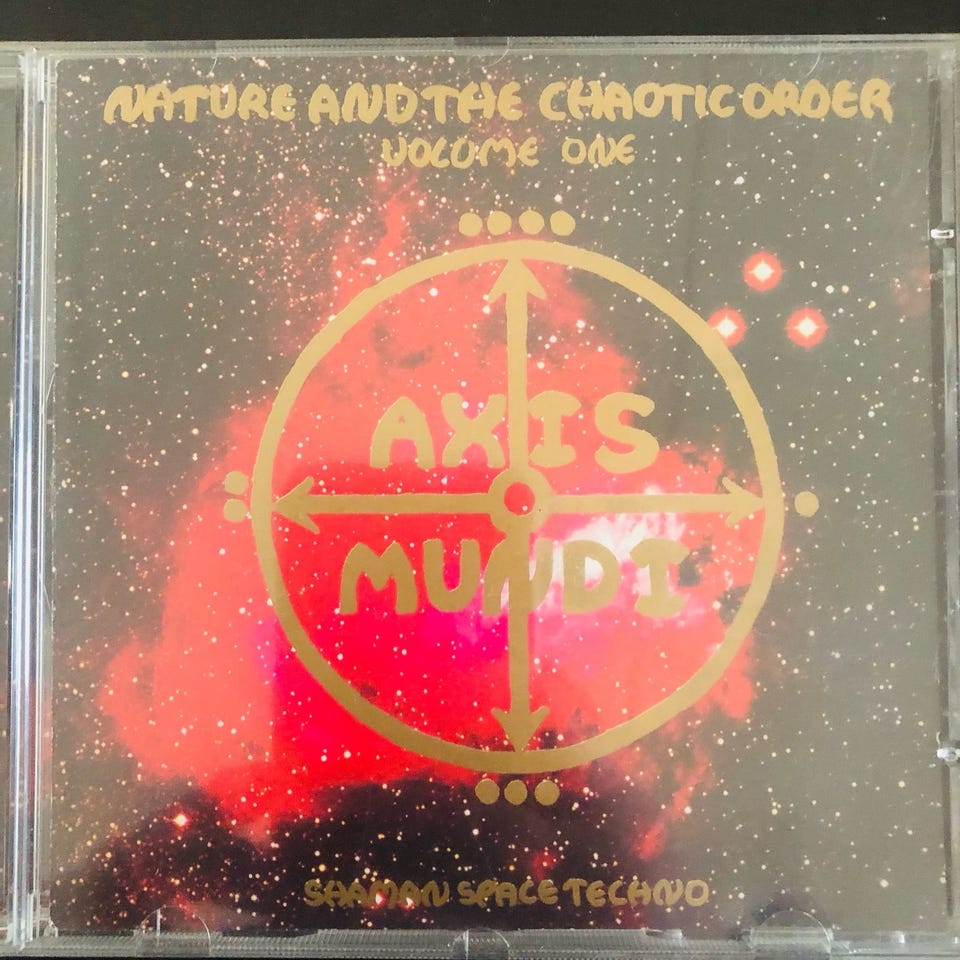 NATURE AND THE CHAOTIC ORDER
VOLUME ONE
AXIS
MUNDI
SHAMAN SPACE TECHNO